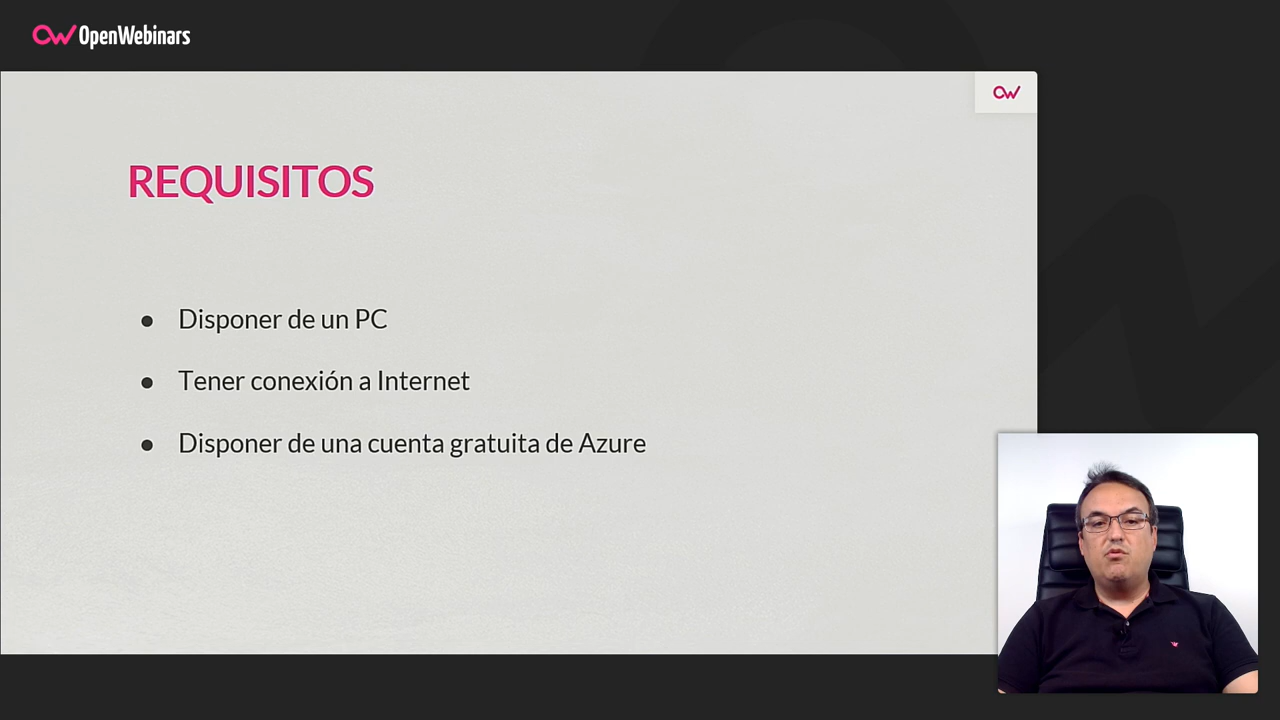 OpenWebinars
REQUISITOS
● Disponer de un PC
● Tener conexión a Internet
● Disponer de una cuenta gratuita de Azure